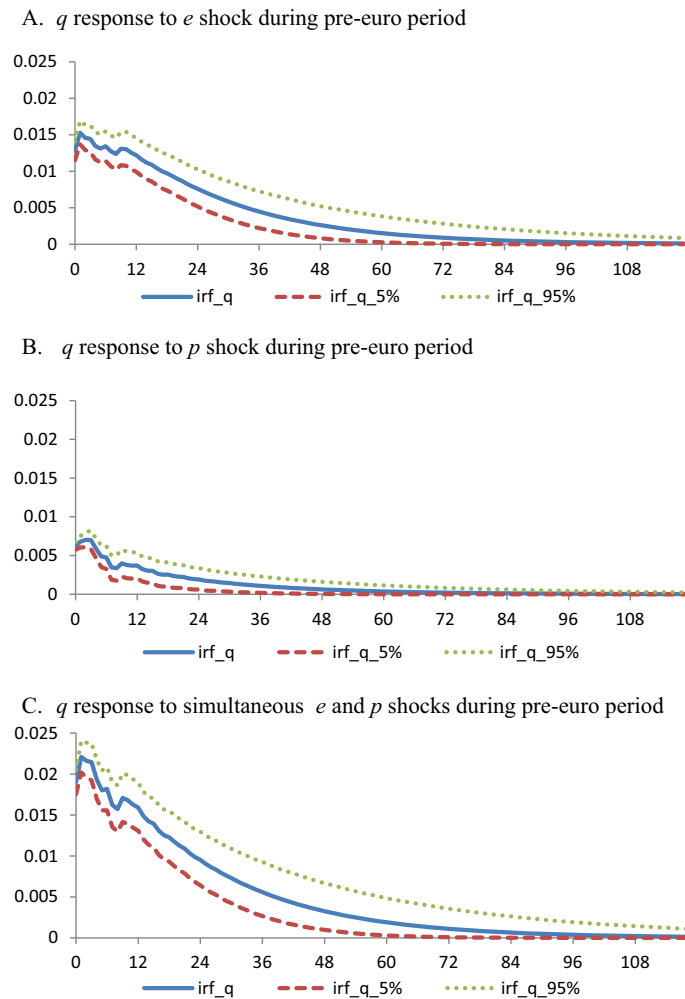 A. q response to e shock during pre-euro period
0.025
0.02
0.015
0.01
0.005
0
0 12 24 36 48 60 72 84 96 108
irf_q irf_q_5% irf_q_95%
B. q response to p shock during pre-euro period
0.025
0.02
0.015
0.01
0.005
0
0 12 24 36 48 60 72 84 96 108
irf_q irf_q_5% irf_q_95%
C. q response to simultaneous e and p shocks during pre-euro period
0.025
0.02
0.015
0.01
0.005
0
0 12 24 36 48 60 72 84 96 108
irf_q irf_q_5% irf_q_95%